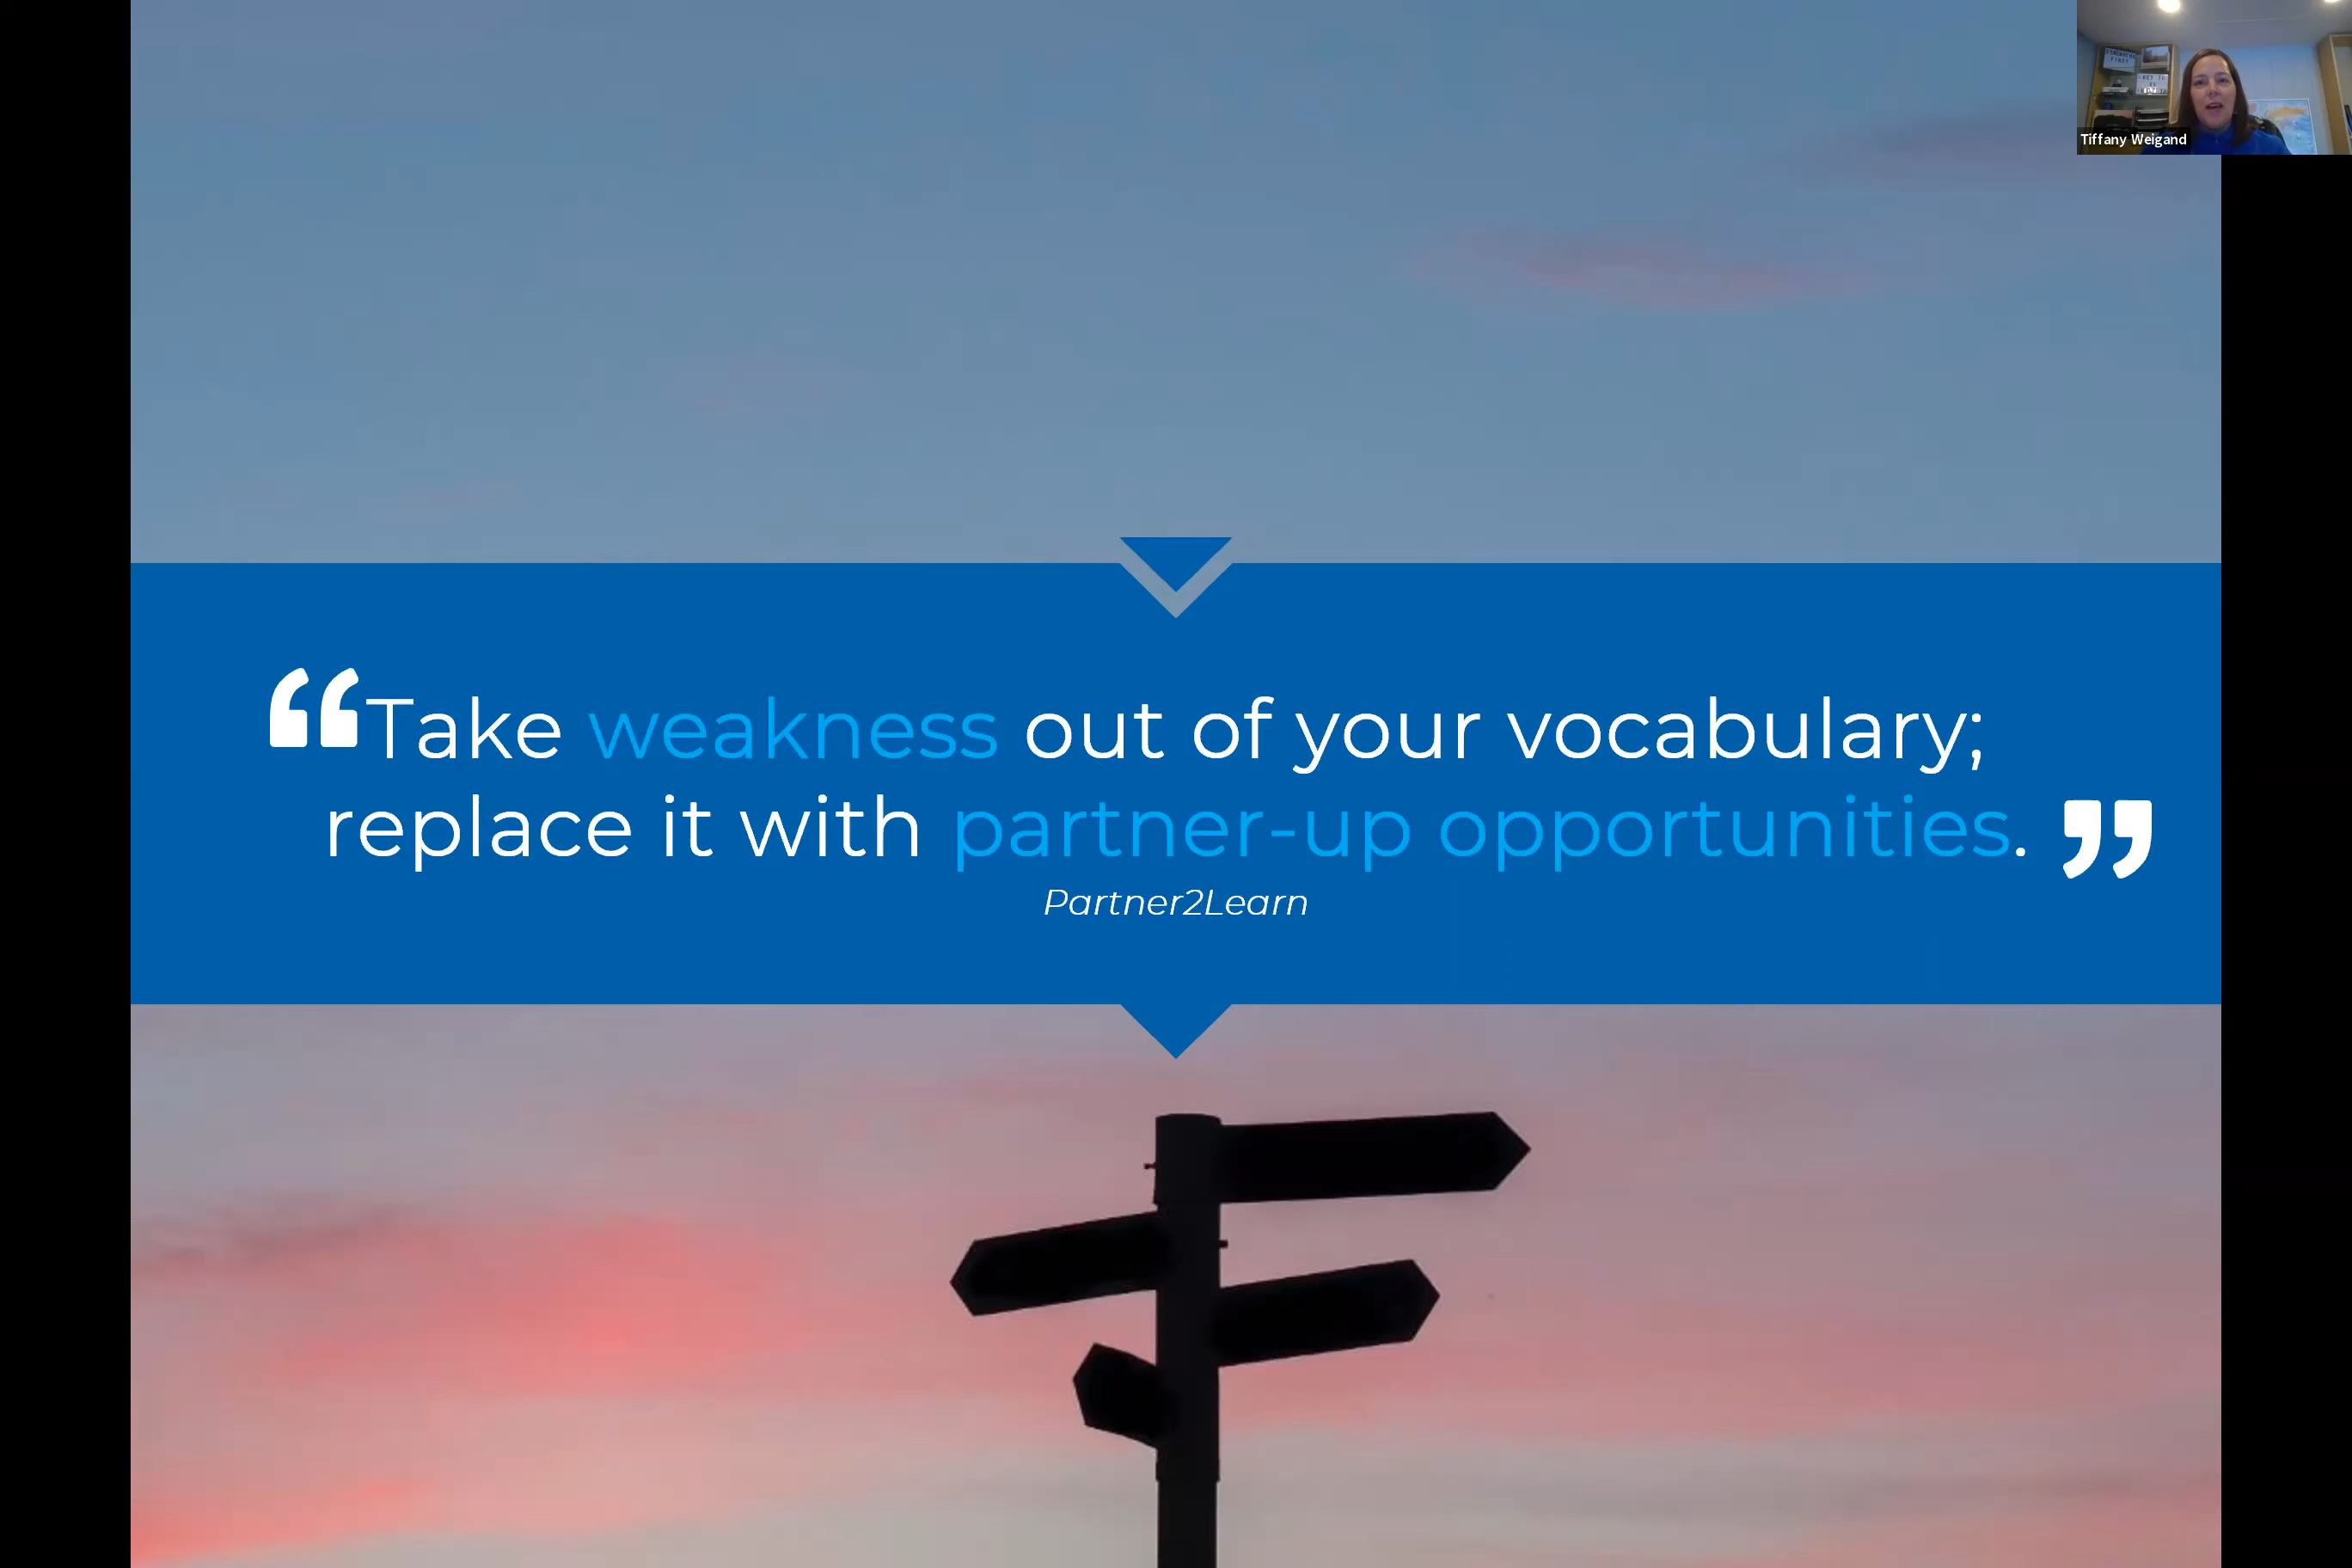 Tiffany Weigand
“Take weakness out of your vocabulary;
replace it with partner-up opportunities.”
Partner2Learn